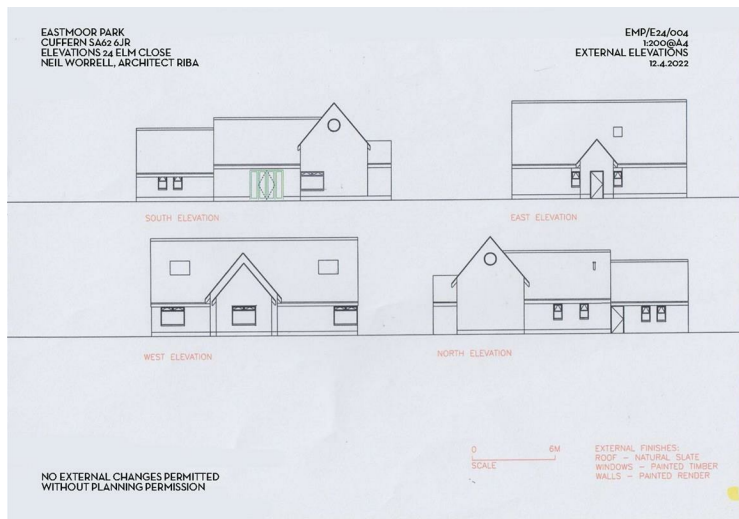 EASTMOOR PARK
CUFFERN SA62 6JR
ELEVATIONS 24 ELM CLOSE
NEIL WORRELL, ARCHITECT RIBA
EMP/E24/004
1:200@A4
EXTERNAL ELEVATIONS
12.4.2022
SOUTH ELEVATION
EAST ELEVATION
WEST ELEVATION
NORTH ELEVATION
0 6M
SCALE
EXTERNAL FINISHES:
ROOF – NATURAL SLATE
WINDOWS – PAINTED TIMBER
WALLS – PAINTED RENDER
NO EXTERNAL CHANGES PERMITTED
WITHOUT PLANNING PERMISSION